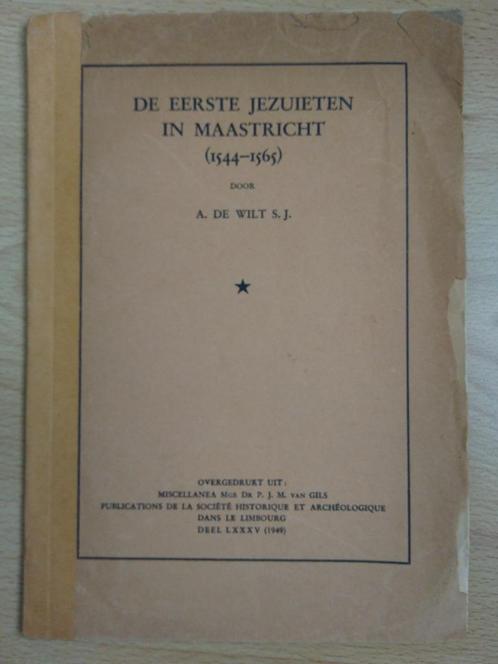 DE EERSTE JEZUIETEN
IN MAASTRICHT
(1544–1565)
DOOR
A. DE WILT S.J.
OVERGEDRUKT UIT:
MISCELLANEA MGR DR P. J. M. VAN GILS
PUBLICATIONS DE LA SOCIÉTÉ HISTORIQUE ET ARCHÉOLOGIQUE
DANS LE LIMBOURG
DEEL LXXXV (1949)